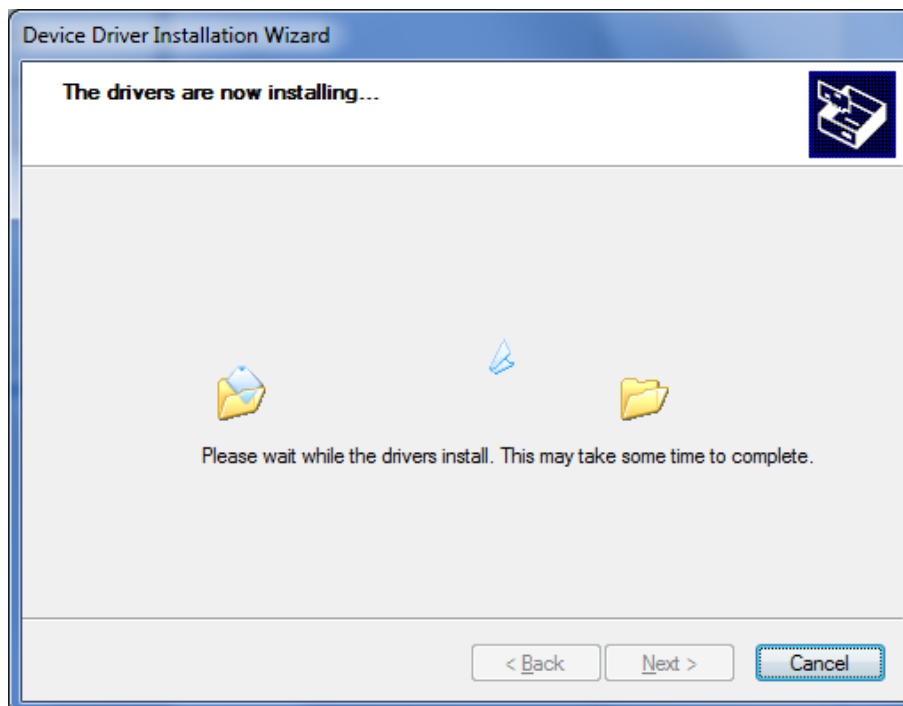 Device Driver Installation Wizard
The drivers are now installing...
Please wait while the drivers install. This may take some time to complete.
< Back
Next >
Cancel